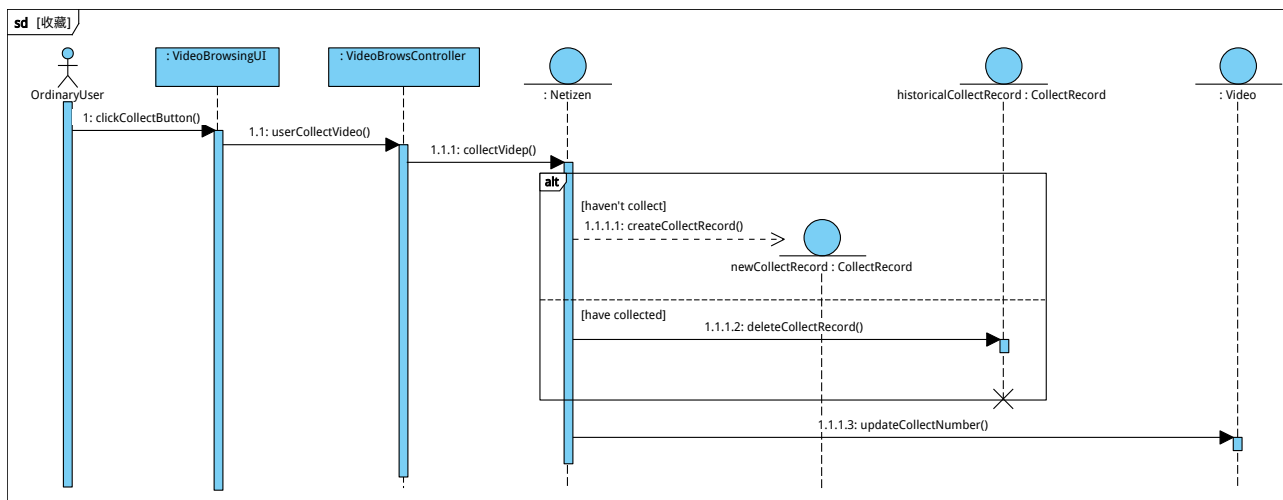 sd [收藏]
: VideoBrowsingUI
: VideoBrowsController
OrdinaryUser
: Netizen
historicalCollectRecord : CollectRecord
: Video
1: clickCollectButton()
1.1: userCollectVideo()
1.1.1: collectVidep()
alt
[haven't collect]
1.1.1.1: createCollectRecord()
newCollectRecord : CollectRecord
[have collected]
1.1.1.2: deleteCollectRecord()
1.1.1.3: updateCollectNumber()